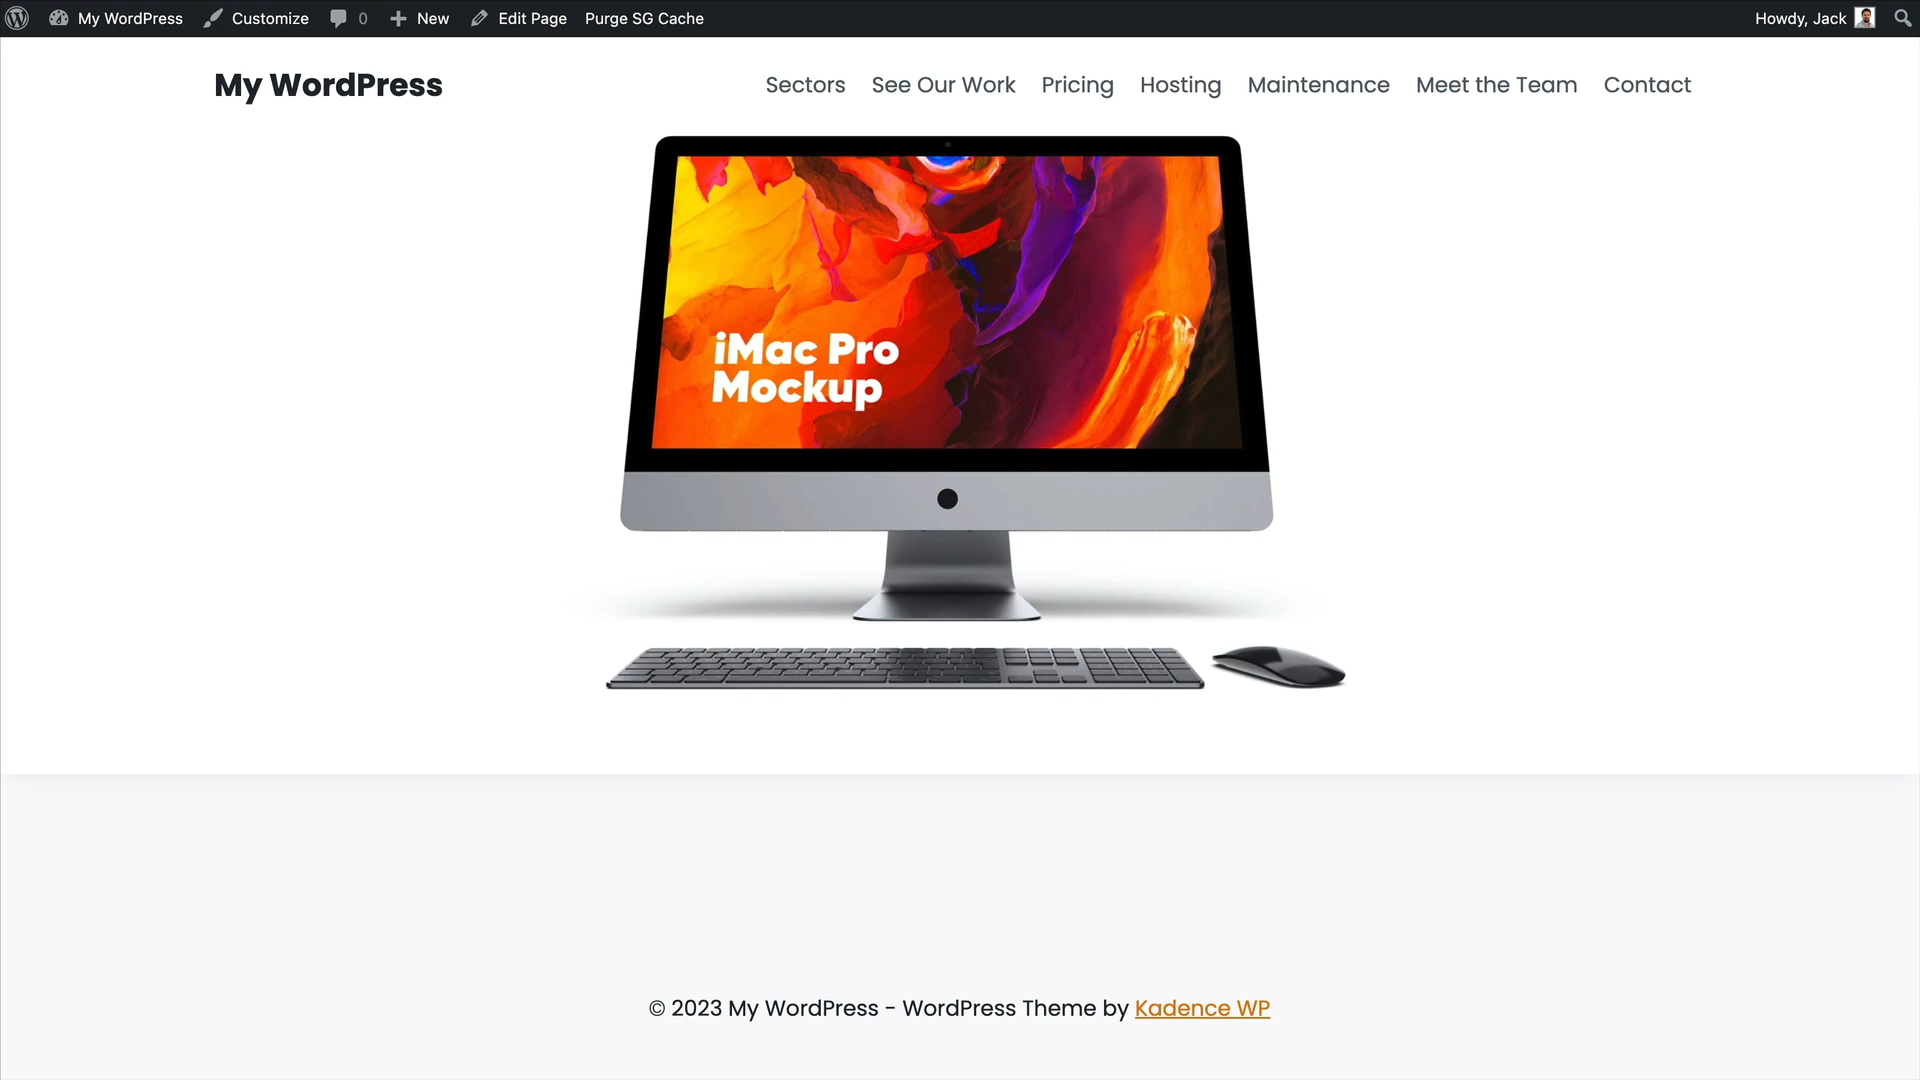 My WordPress Customize 0 New Edit Page Purge SG Cache Howdy, Jack
My WordPress Sectors See Our Work Pricing Hosting Maintenance Meet the Team Contact
iMac Pro
Mockup
© 2023 My WordPress - WordPress Theme by Kadence WP